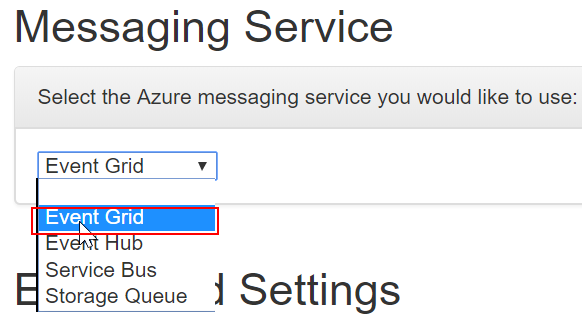 Messaging Service
Select the Azure messaging service you would like to use:
Event Grid
Event Grid
Event Hub
Service Bus
Storage Queue
Settings